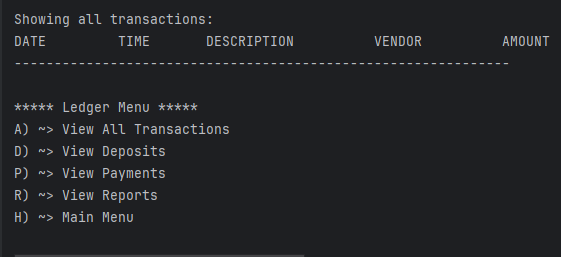 Showing all transactions:
DATE         TIME       DESCRIPTION          VENDOR          AMOUNT
--------------------------------------------------------------
***** Ledger Menu *****
A) ~> View All Transactions
D) ~> View Deposits
P) ~> View Payments
R) ~> View Reports
H) ~> Main Menu